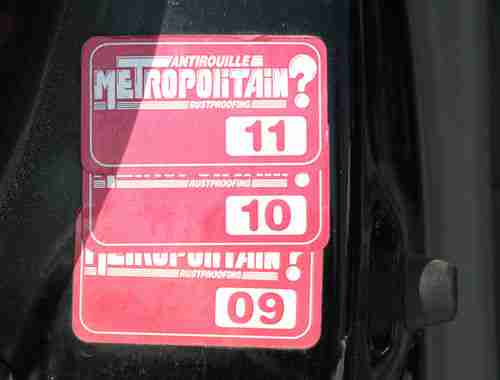 ANTIROUILLE
METROPOLITAIN?
RUSTPROOFING
11
RUSTPROOFING
10
METROPOLITAIN?
RUSTPROOFING
09